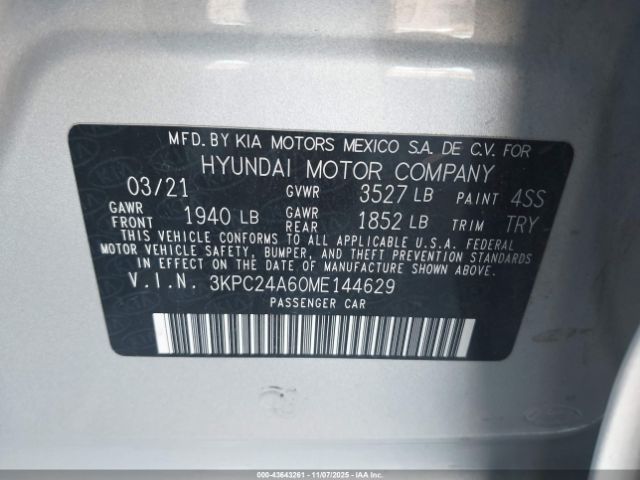 MFD. BY KIA MOTORS MEXICO S.A. DE C.V. FOR
HYUNDAI MOTOR COMPANY
03/21 GVWR 3527 LB PAINT 4SS
GAWR FRONT 1940 LB GAWR REAR 1852 LB TRIM TRY
THIS VEHICLE CONFORMS TO ALL APPLICABLE U.S.A. FEDERAL
MOTOR VEHICLE SAFETY, BUMPER, AND THEFT PREVENTION STANDARDS
IN EFFECT ON THE DATE OF MANUFACTURE SHOWN ABOVE.
V.I.N. 3KPC24A60ME144629
PASSENGER CAR
000-43643261 - 11/07/2025 - IAAI.COM